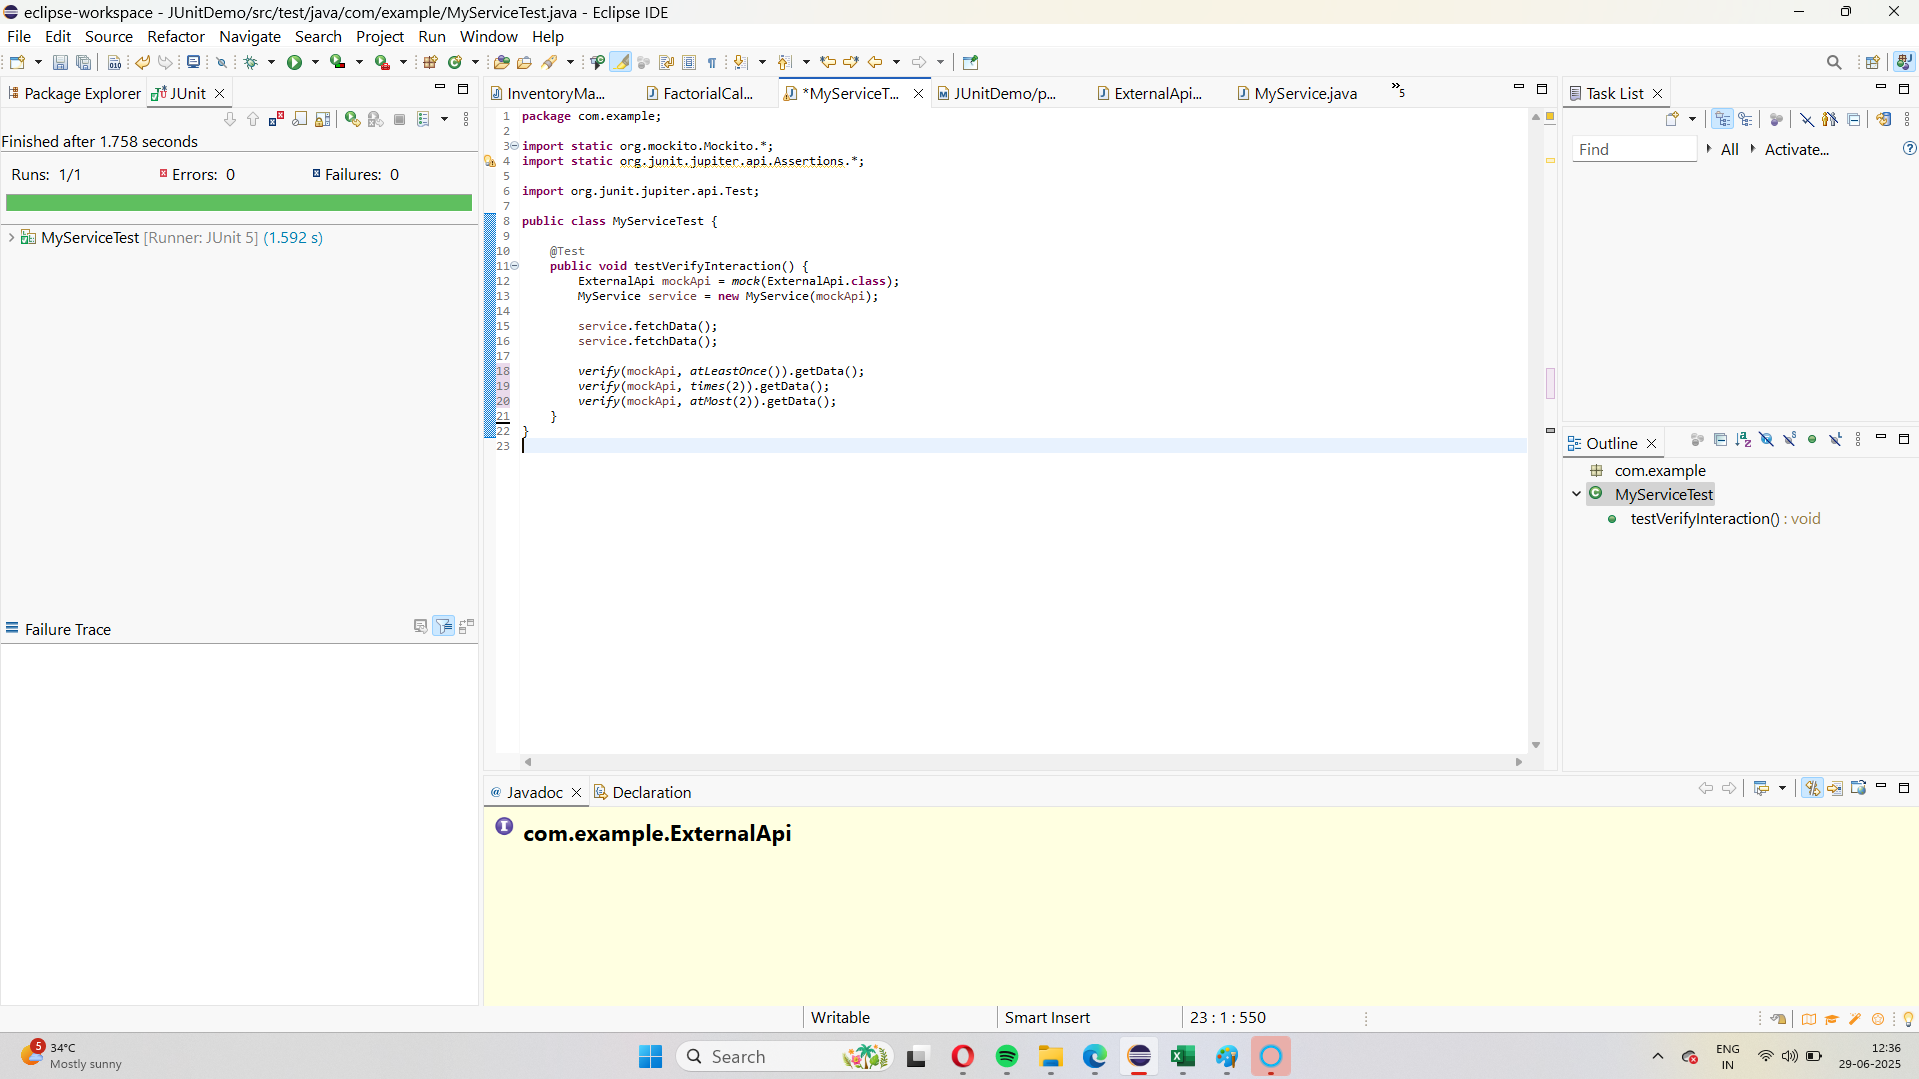 eclipse-workspace - JUnitDemo/src/test/java/com/example/MyServiceTest.java - Eclipse IDE
File Edit Source Refactor Navigate Search Project Run Window Help
Package Explorer JUnit
Finished after 1.758 seconds
Runs: 1/1 Errors: 0 Failures: 0
MyServiceTest [Runner: JUnit 5] (1.592 s)
Failure Trace
InventoryMa... FactorialCal... *MyServiceT... JUnitDemo/p... ExternalApi... MyService.java »5
1 package com.example;
2
3 import static org.mockito.Mockito.*;
4 import static org.junit.jupiter.api.Assertions.*;
5
6 import org.junit.jupiter.api.Test;
7
8 public class MyServiceTest {
9
10 @Test
11 public void testVerifyInteraction() {
12 ExternalApi mockApi = mock(ExternalApi.class);
13 MyService service = new MyService(mockApi);
14
15 service.fetchData();
16 service.fetchData();
17
18 verify(mockApi, atLeastOnce()).getData();
19 verify(mockApi, times(2)).getData();
20 verify(mockApi, atMost(2)).getData();
21 }
22 }
23
Task List
Find All Activate...
Outline
com.example
MyServiceTest
testVerifyInteraction() : void
@ Javadoc Declaration
com.example.ExternalApi
Writable Smart Insert 23 : 1 : 550
5 34°C
Mostly sunny
Search
ENG
IN
12:36
29-06-2025